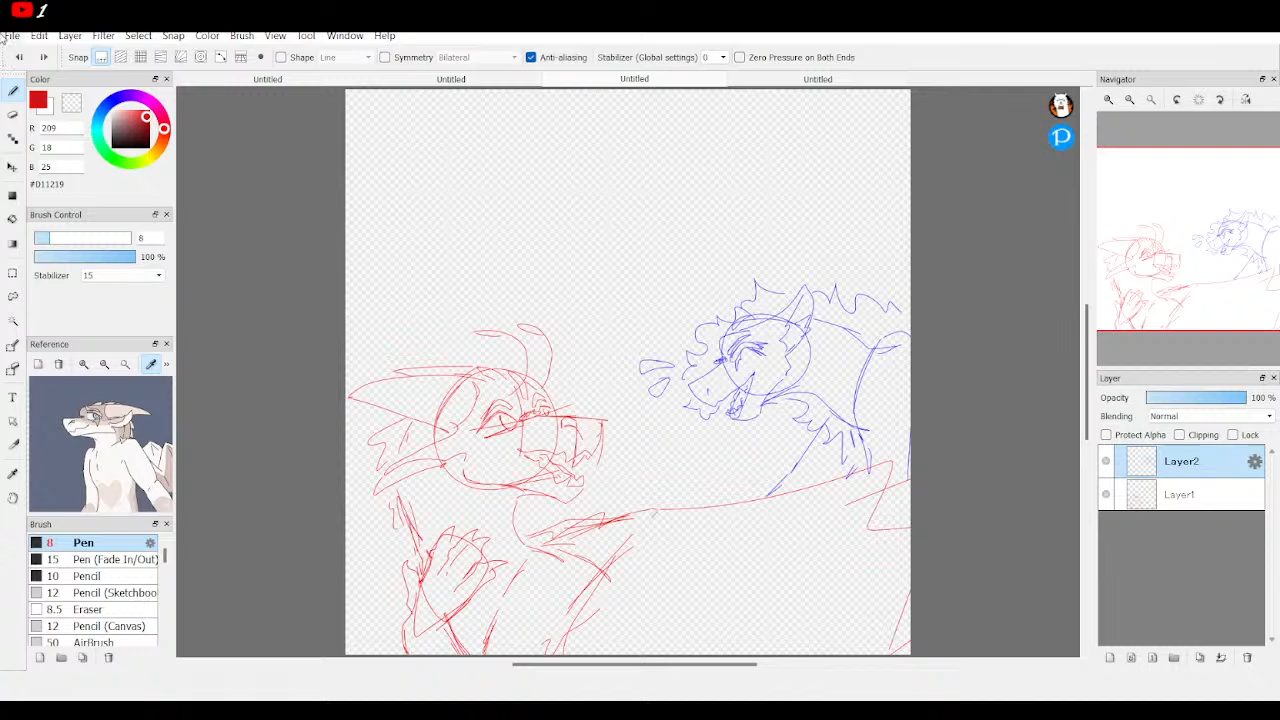 1
File Edit Layer Filter Select Snap Color Brush View Tool Window Help
Snap Shape Line Symmetry Bilateral Anti-aliasing Stabilizer (Global settings) 0 Zero Pressure on Both Ends
Color Untitled Untitled Untitled Untitled Navigator
R 209
G 18
B 25
#D11219
Brush Control
8
100 %
Stabilizer 15
Reference
Brush
8 Pen
15 Pen (Fade In/Out)
10 Pencil
12 Pencil (Sketchboo
8.5 Eraser
12 Pencil (Canvas)
50 AirBrush
Layer
Opacity 100 %
Blending Normal
Protect Alpha Clipping Lock
Layer2
Layer1